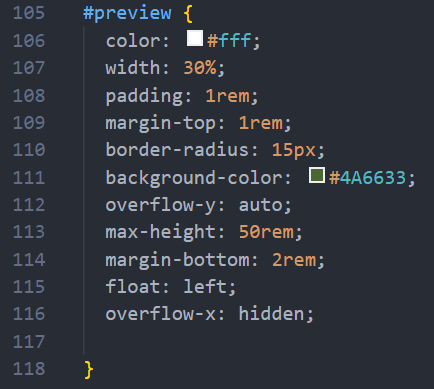 105 #preview {
106 color: #fff;
107 width: 30%;
108 padding: 1rem;
109 margin-top: 1rem;
110 border-radius: 15px;
111 background-color: #4A6633;
112 overflow-y: auto;
113 max-height: 50rem;
114 margin-bottom: 2rem;
115 float: left;
116 overflow-x: hidden;
117
118 }